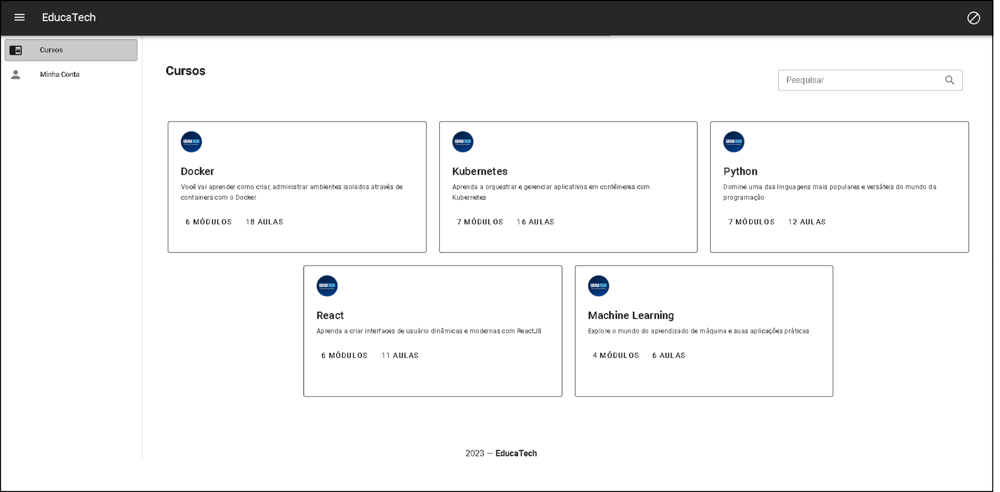 EducaTech
Cursos
Minha Conta
Cursos
Pesquisar
EDUCATECH
Docker
Você vai aprender como criar, administrar ambientes isolados através de
containers com o Docker
6 MÓDULOS 18 AULAS
EDUCATECH
Kubernetes
Aprenda a orquestrar e gerenciar aplicativos em contêineres com
Kubernetes
7 MÓDULOS 16 AULAS
EDUCATECH
Python
Domine uma das linguagens mais populares e versáteis do mundo da
programação
7 MÓDULOS 12 AULAS
EDUCATECH
React
Aprenda a criar interfaces de usuário dinâmicas e modernas com ReactJS
6 MÓDULOS 11 AULAS
EDUCATECH
Machine Learning
Explore o mundo do aprendizado de máquina e suas aplicações práticas
4 MÓDULOS 6 AULAS
2023 — EducaTech